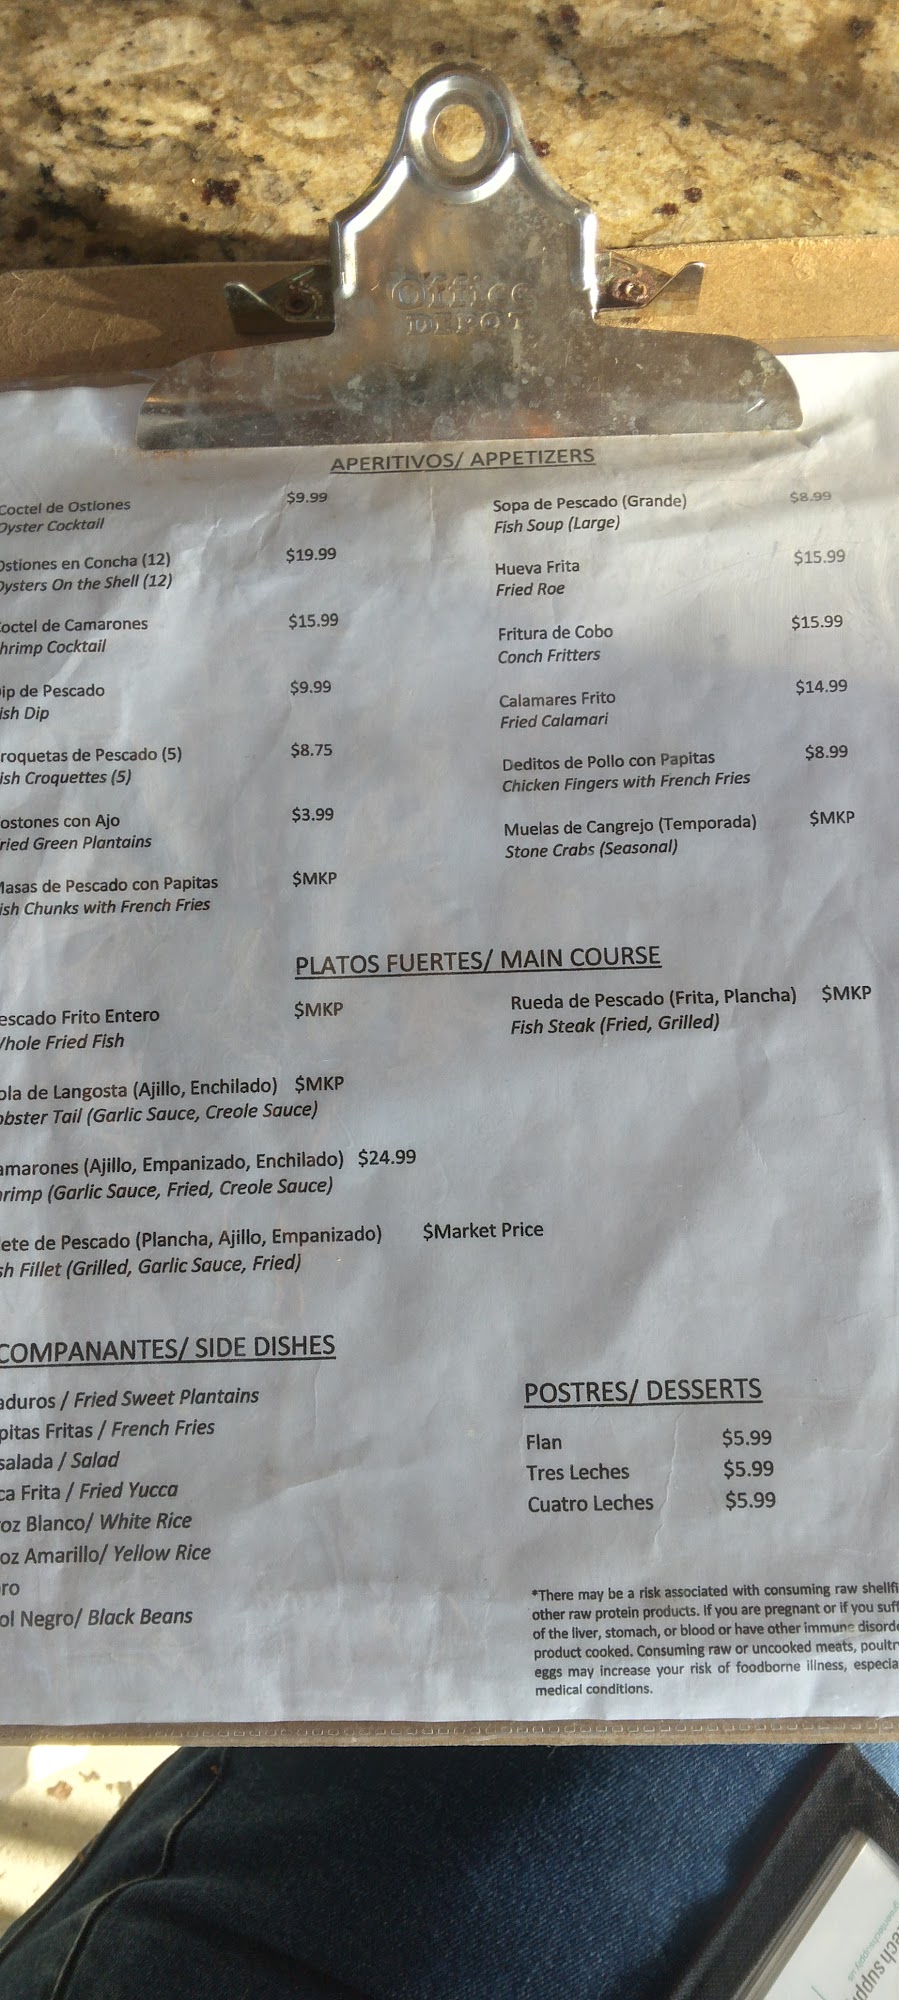 Office
DEPOT
APERITIVOS/ APPETIZERS
Coctel de Ostiones $9.99
Oyster Cocktail
Ostiones en Concha (12) $19.99
Oysters On the Shell (12)
octel de Camarones $15.99
hrimp Cocktail
ip de Pescado $9.99
ish Dip
roquetas de Pescado (5) $8.75
ish Croquettes (5)
ostones con Ajo $3.99
ried Green Plantains
Masas de Pescado con Papitas $MKP
ish Chunks with French Fries
Sopa de Pescado (Grande) $8.99
Fish Soup (Large)
Hueva Frita $15.99
Fried Roe
Fritura de Cobo $15.99
Conch Fritters
Calamares Frito $14.99
Fried Calamari
Deditos de Pollo con Papitas $8.99
Chicken Fingers with French Fries
Muelas de Cangrejo (Temporada) $MKP
Stone Crabs (Seasonal)
PLATOS FUERTES/ MAIN COURSE
escado Frito Entero $MKP
Whole Fried Fish
ola de Langosta (Ajillo, Enchilado) $MKP
obster Tail (Garlic Sauce, Creole Sauce)
amarones (Ajillo, Empanizado, Enchilado) $24.99
hrimp (Garlic Sauce, Fried, Creole Sauce)
lete de Pescado (Plancha, Ajillo, Empanizado) $Market Price
sh Fillet (Grilled, Garlic Sauce, Fried)
Rueda de Pescado (Frita, Plancha) $MKP
Fish Steak (Fried, Grilled)
COMPANANTES/ SIDE DISHES
aduros / Fried Sweet Plantains
pitas Fritas / French Fries
salada / Salad
ca Frita / Fried Yucca
roz Blanco/ White Rice
oz Amarillo/ Yellow Rice
ro
ol Negro/ Black Beans
POSTRES/ DESSERTS
Flan $5.99
Tres Leches $5.99
Cuatro Leches $5.99
*There may be a risk associated with consuming raw shellfi
other raw protein products. If you are pregnant or if you suff
of the liver, stomach, or blood or have other immune disorde
product cooked. Consuming raw or uncooked meats, poultry
eggs may increase your risk of foodborne illness, especia
medical conditions.